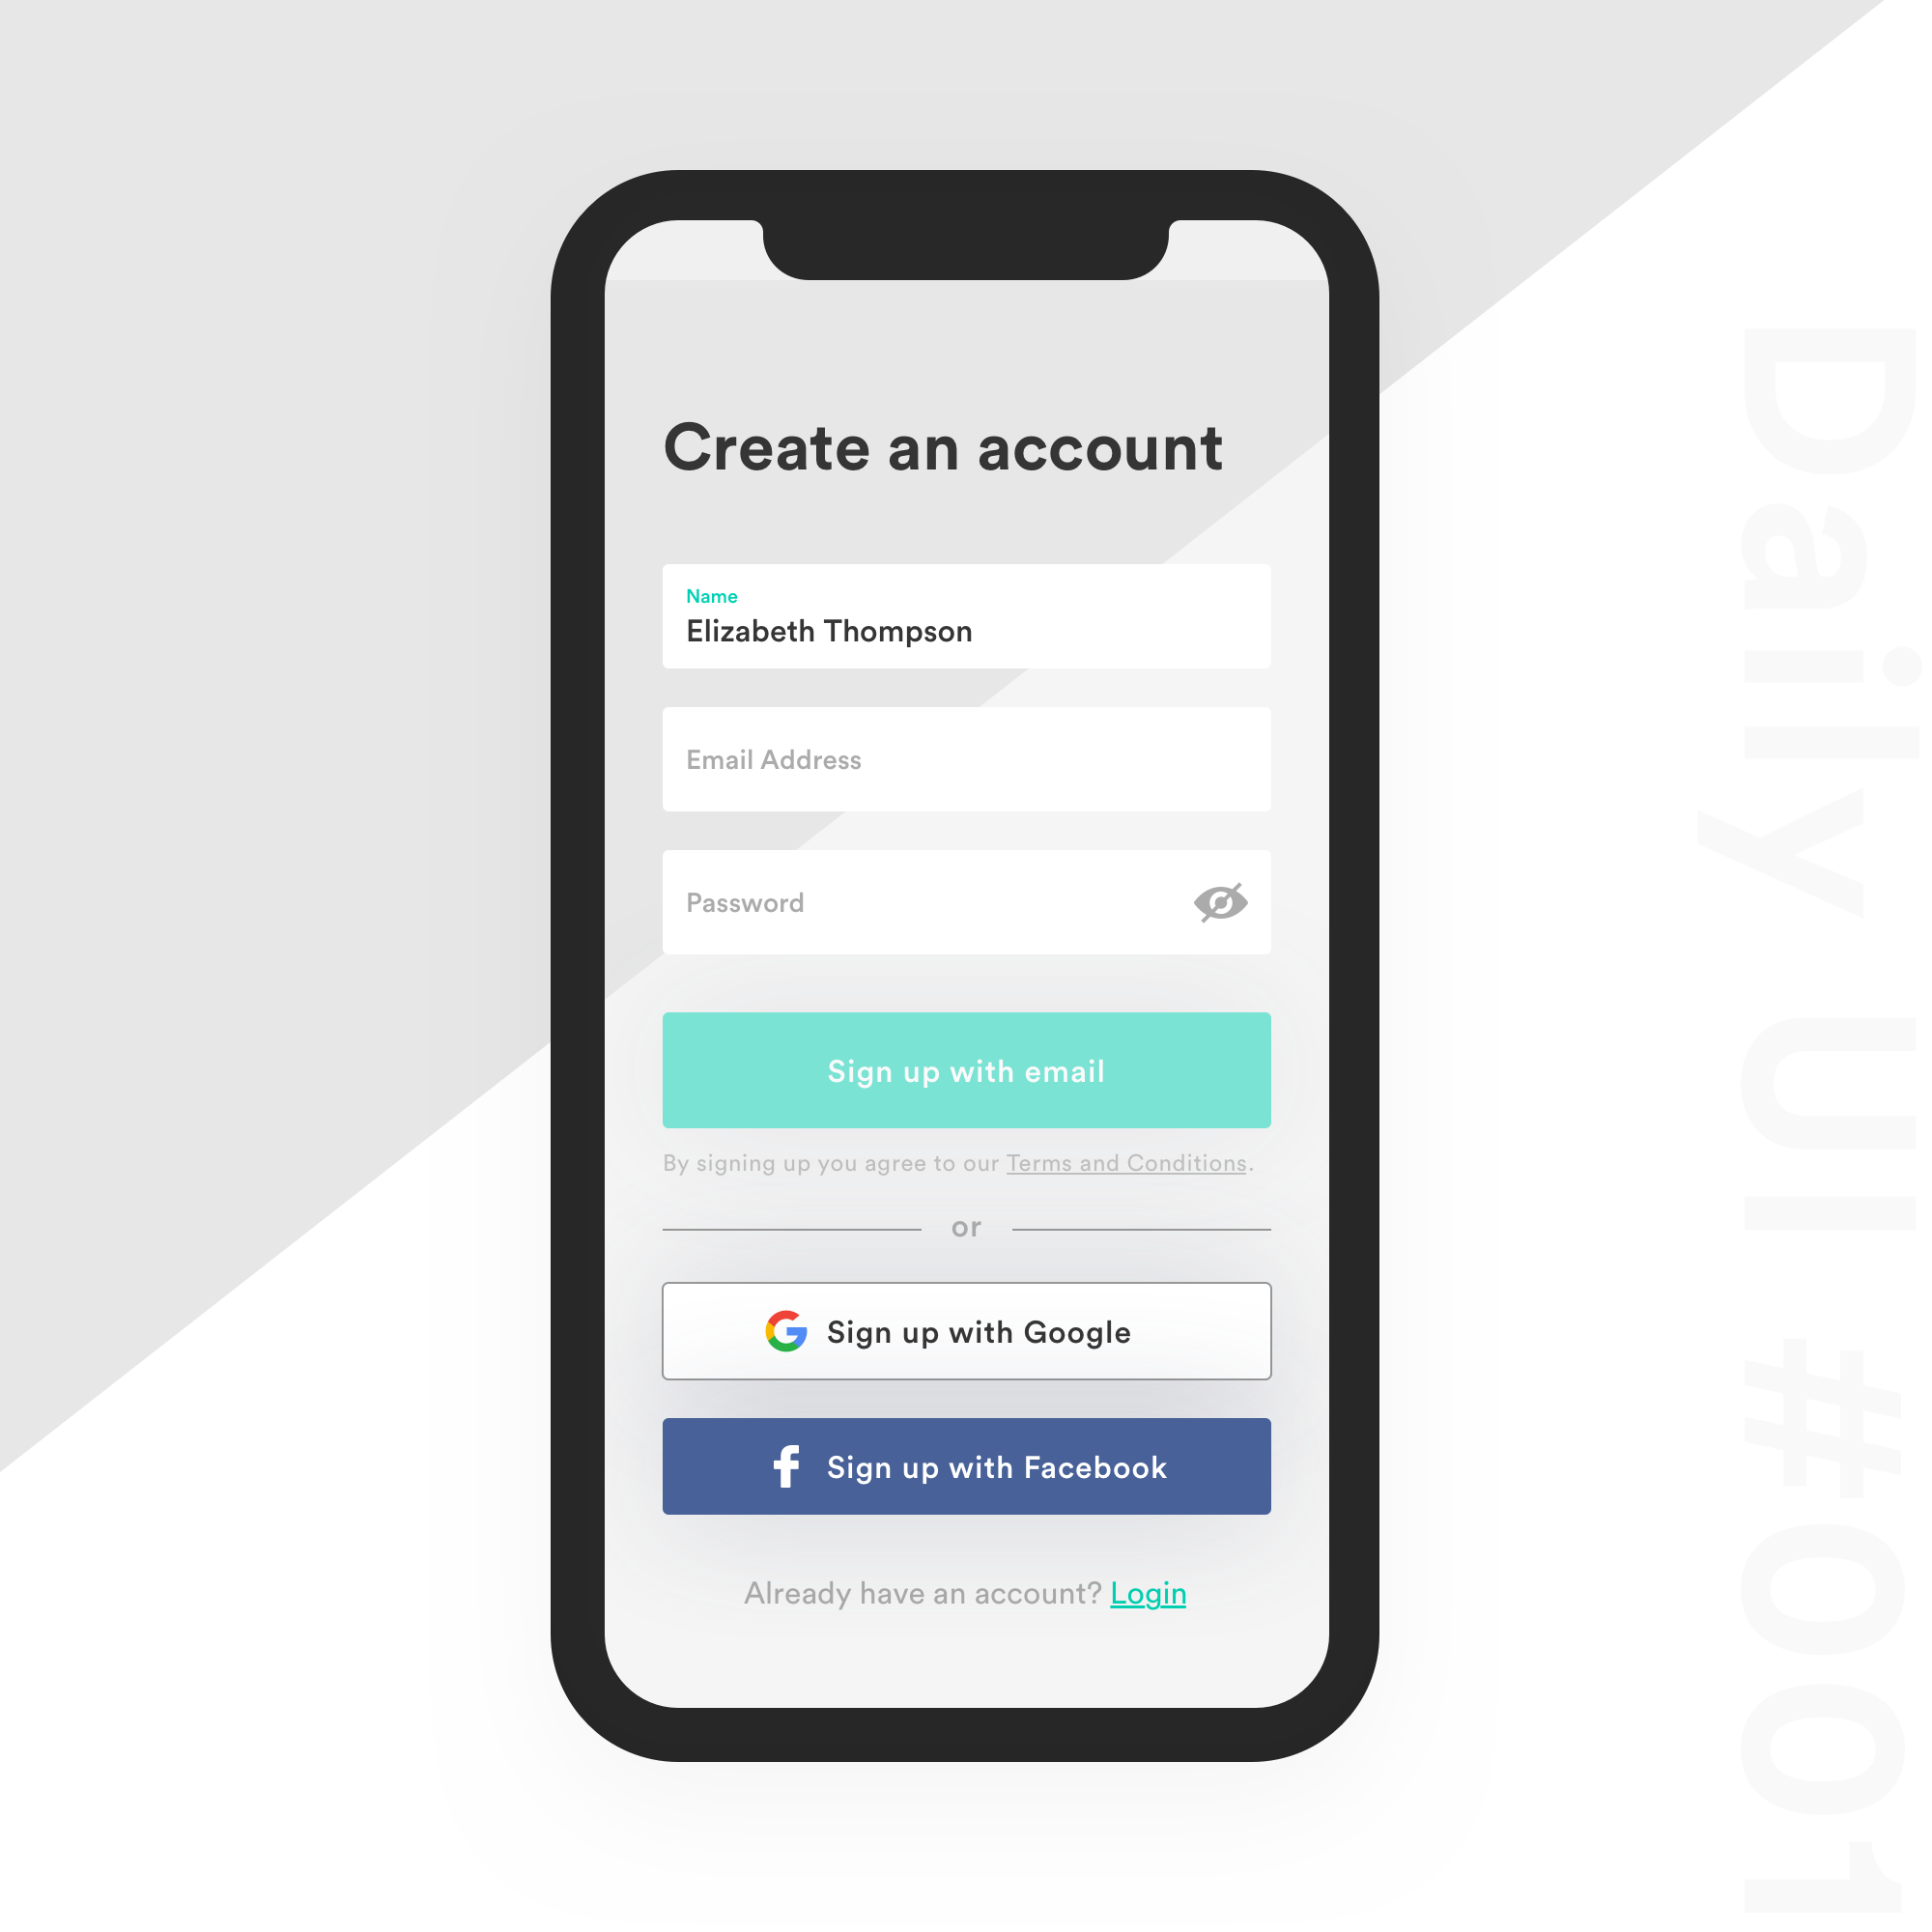 Create an account
Name
Elizabeth Thompson
Email Address
Password
Sign up with email
By signing up you agree to our Terms and Conditions.
or
Sign up with Google
Sign up with Facebook
Already have an account? Login
Daily UI #001